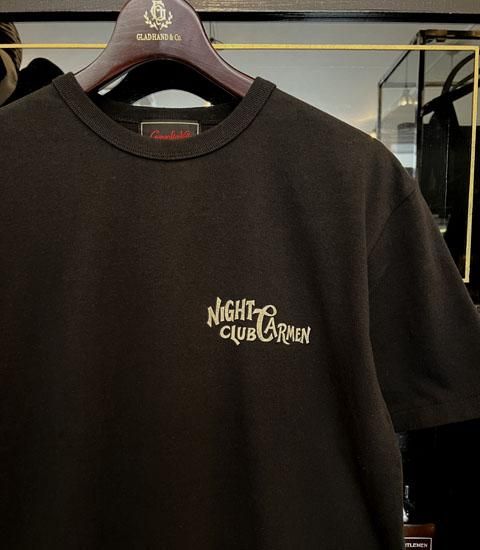 GLADHAND & Co.
NIGHT
CLUB CARMEN